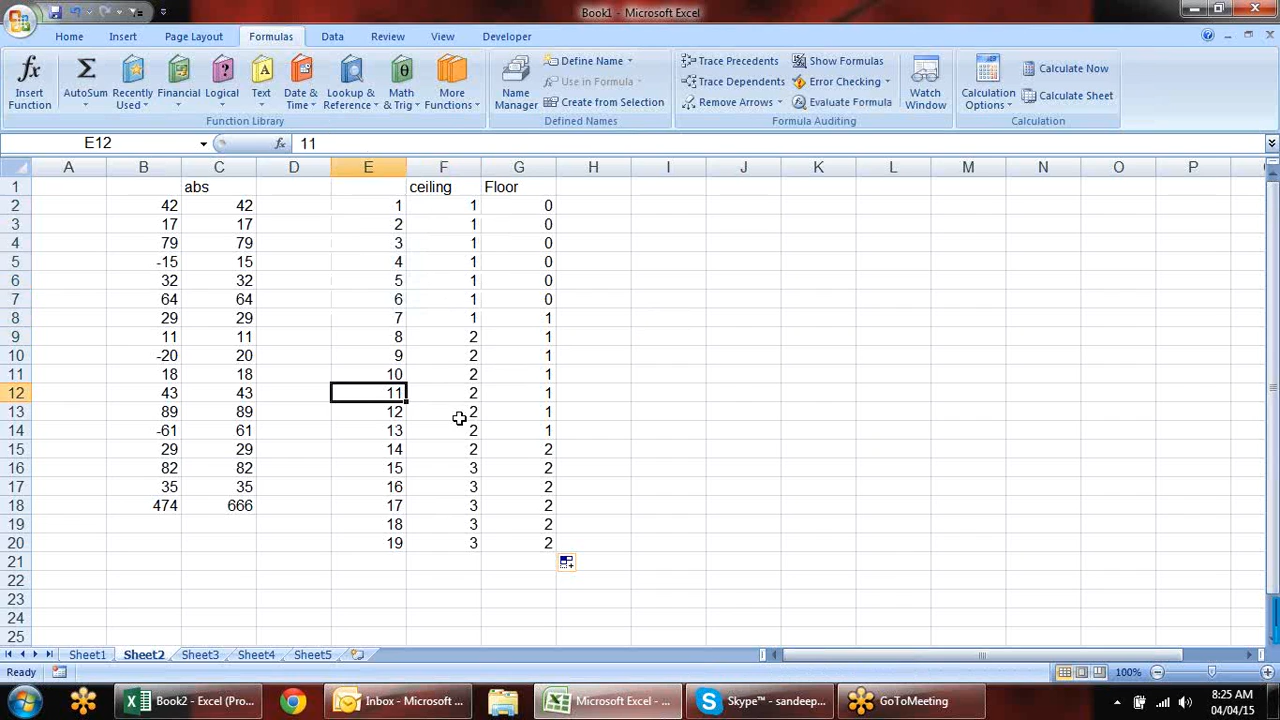 Book1 - Microsoft Excel
Home Insert Page Layout Formulas Data Review View Developer
Insert Function
AutoSum
Recently Used
Financial
Logical
Text
Date & Time
Lookup & Reference
Math & Trig
More Functions
Function Library
Name Manager
Define Name
Use in Formula
Create from Selection
Defined Names
Trace Precedents
Trace Dependents
Remove Arrows
Show Formulas
Error Checking
Evaluate Formula
Formula Auditing
Watch Window
Calculation Options
Calculate Now
Calculate Sheet
Calculation
E12 fx 11
A B C D E F G H I J K L M N O P
1 abs ceiling Floor
2 42 42 1 1 0
3 17 17 2 1 0
4 79 79 3 1 0
5 -15 15 4 1 0
6 32 32 5 1 0
7 64 64 6 1 0
8 29 29 7 1 1
9 11 11 8 2 1
10 -20 20 9 2 1
11 18 18 10 2 1
12 43 43 11 2 1
13 89 89 12 2 1
14 -61 61 13 2 1
15 29 29 14 2 2
16 82 82 15 3 2
17 35 35 16 3 2
18 474 666 17 3 2
19 18 3 2
20 19 3 2
21
22
23
24
25
Sheet1 Sheet2 Sheet3 Sheet4 Sheet5
Ready 100%
Book2 - Excel (Pro... Inbox - Microsoft ... Microsoft Excel - ... Skype™ - sandeep... GoToMeeting 8:25 AM
04/04/15